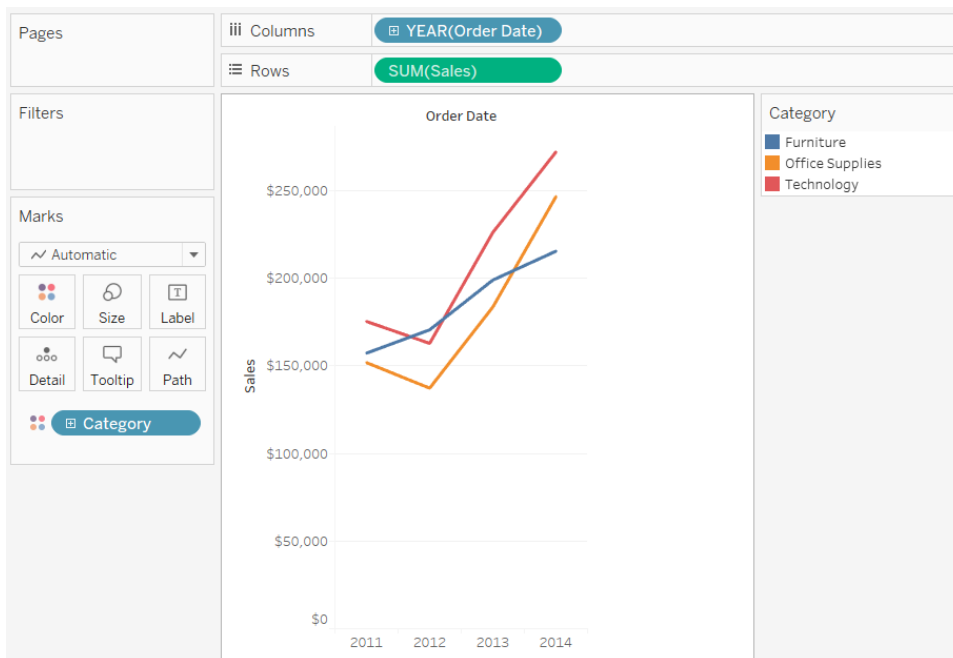 Pages
Columns
YEAR(Order Date)
Rows
SUM(Sales)
Filters
Marks
Automatic
Color
Size
Label
Detail
Tooltip
Path
Category
Order Date
Sales
$250,000
$200,000
$150,000
$100,000
$50,000
$0
2011 2012 2013 2014
Category
Furniture
Office Supplies
Technology